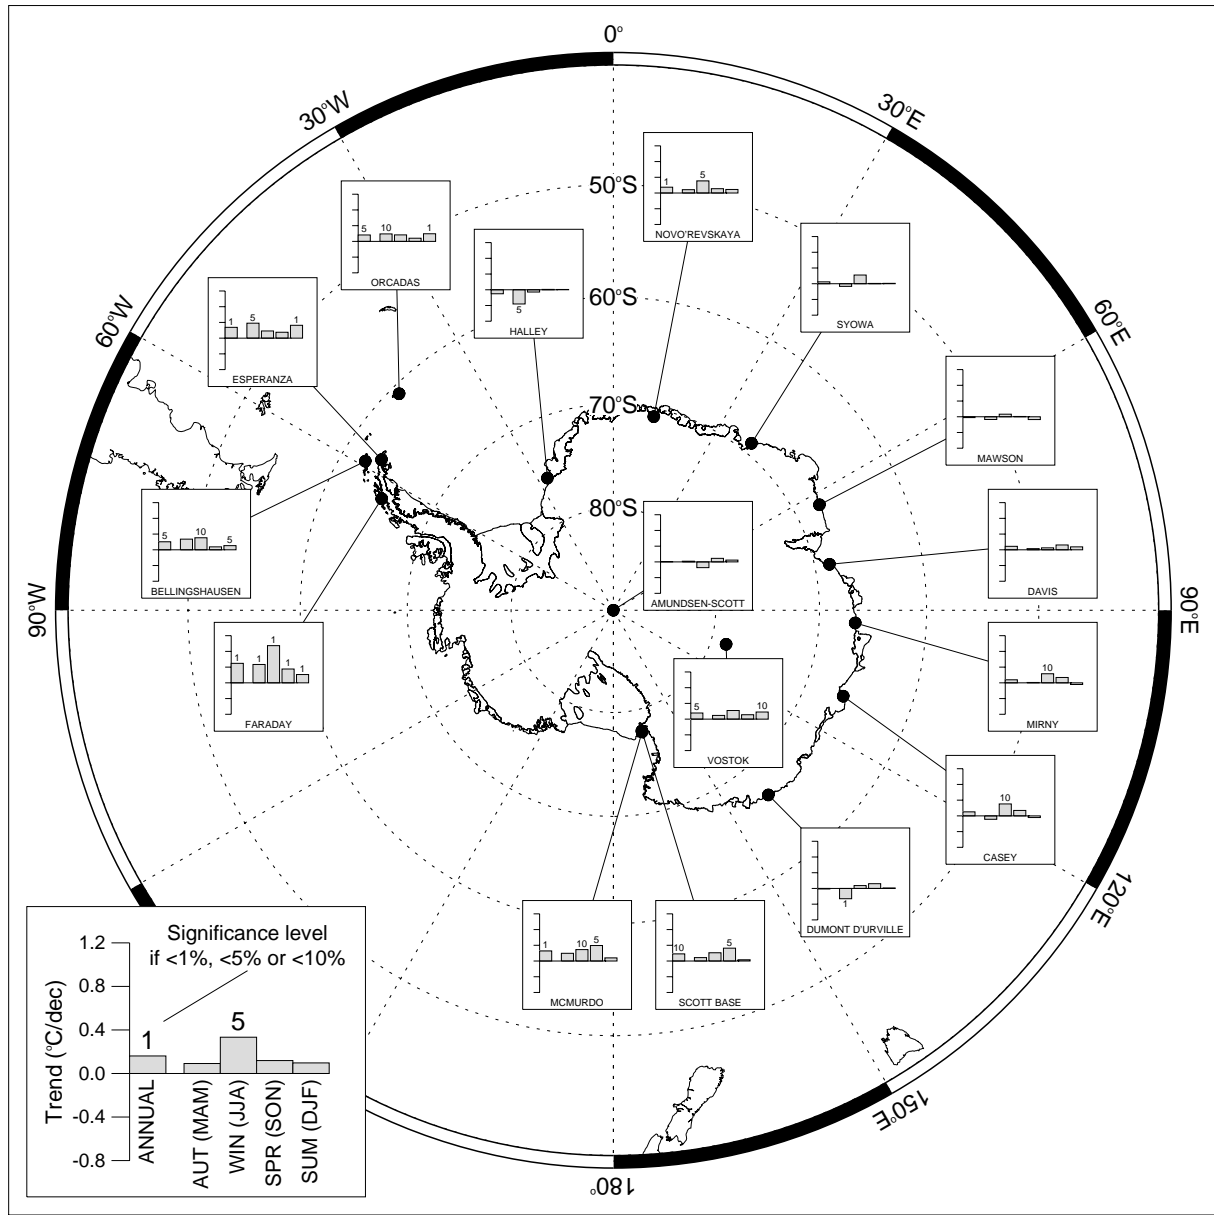 0°
30°W
30°E
50°S
5
1
NOVO'REVSKAYA
5
10
1
ORCADAS
5
HALLEY
SYOWA
60°W
60°S
60°E
1
5
1
ESPERANZA
70°S
MAWSON
80°S
5
10
5
BELLINGSHAUSEN
AMUNDSEN-SCOTT
DAVIS
90°W
90°E
1
1
1
1
1
FARADAY
10
MIRNY
5
10
VOSTOK
10
CASEY
120°E
1
DUMONT D'URVILLE
1
10
5
MCMURDO
10
5
SCOTT BASE
150°E
180°
Significance level
if <1%, <5% or <10%
Trend (°C/dec)
1.2
0.8
0.4
0.0
-0.4
-0.8
1
5
ANNUAL
AUT (MAM)
WIN (JJA)
SPR (SON)
SUM (DJF)